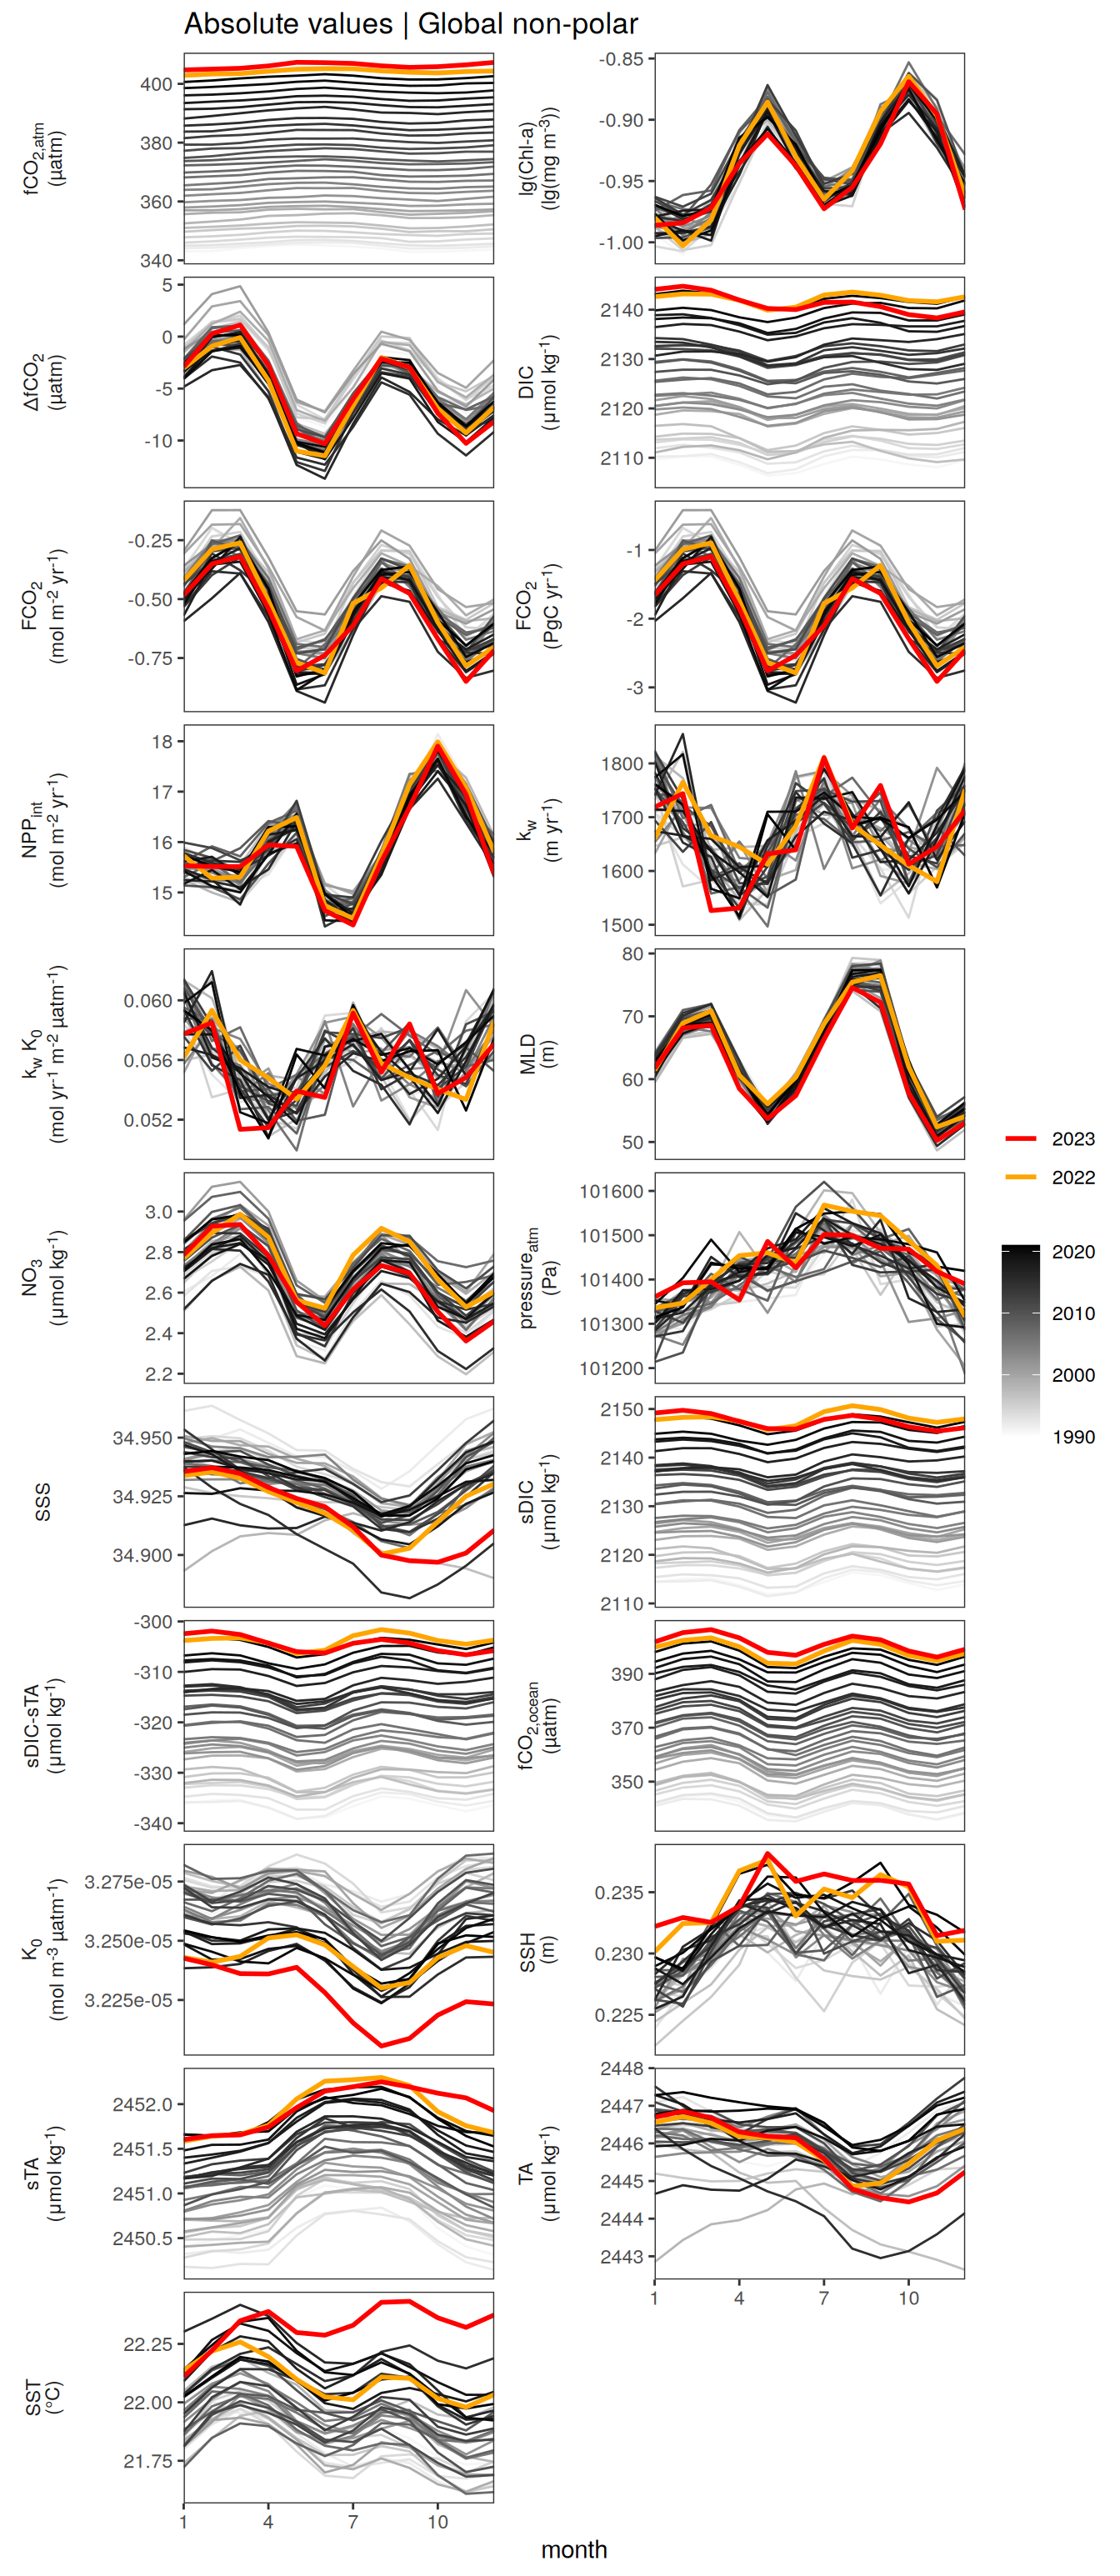 Absolute values | Global non-polar
fCO2,atm
(µatm)
400
380
360
340
lg(Chl-a)
(lg(mg m-3))
-0.85
-0.90
-0.95
-1.00
ΔfCO2
(µatm)
5
0
-5
-10
DIC
(µmol kg-1)
2140
2130
2120
2110
FCO2
(mol m-2 yr-1)
-0.25
-0.50
-0.75
FCO2
(PgC yr-1)
-1
-2
-3
NPPint
(mol m-2 yr-1)
18
17
16
15
kw
(m yr-1)
1800
1700
1600
1500
kw K0
(mol yr-1 m-2 µatm-1)
0.060
0.056
0.052
MLD
(m)
80
70
60
50
NO3
(µmol kg-1)
3.0
2.8
2.6
2.4
2.2
pressureatm
(Pa)
101600
101500
101400
101300
101200
SSS
34.950
34.925
34.900
sDIC
(µmol kg-1)
2150
2140
2130
2120
2110
sDIC-sTA
(µmol kg-1)
-300
-310
-320
-330
-340
fCO2,ocean
(µatm)
390
370
350
K0
(mol m-3 µatm-1)
3.275e-05
3.250e-05
3.225e-05
SSH
(m)
0.235
0.230
0.225
sTA
(µmol kg-1)
2452.0
2451.5
2451.0
2450.5
TA
(µmol kg-1)
2448
2447
2446
2445
2444
2443
1 4 7 10
SST
(°C)
22.25
22.00
21.75
1 4 7 10
month
2023
2022
2020
2010
2000
1990